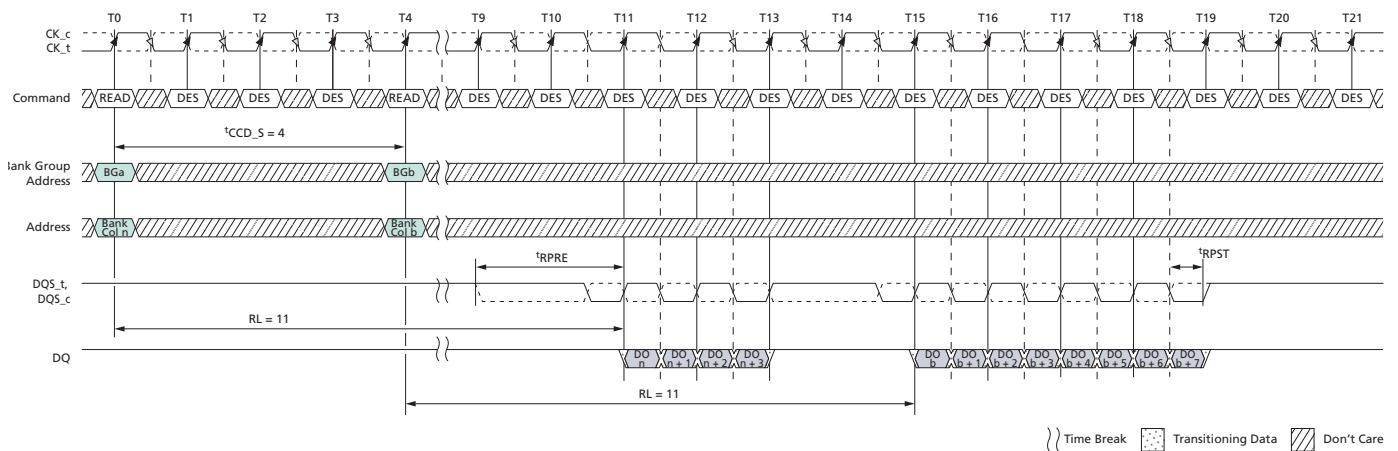 T0 T1 T2 T3 T4 T9 T10 T11 T12 T13 T14 T15 T16 T17 T18 T19 T20 T21
CK_c
CK_t
Command READ DES DES DES READ DES DES DES DES DES DES DES DES DES DES DES DES DES
tCCD_S = 4
Bank Group
Address
BGa BGb
Address
Bank
Col n
Bank
Col b
tRPRE tRPST
DQS_t,
DQS_c
RL = 11
DQ
DO
n
DO
n + 1
DO
n + 2
DO
n + 3
DO
b
DO
b + 1
DO
b + 2
DO
b + 3
DO
b + 4
DO
b + 5
DO
b + 6
DO
b + 7
RL = 11
Time Break Transitioning Data Don't Care